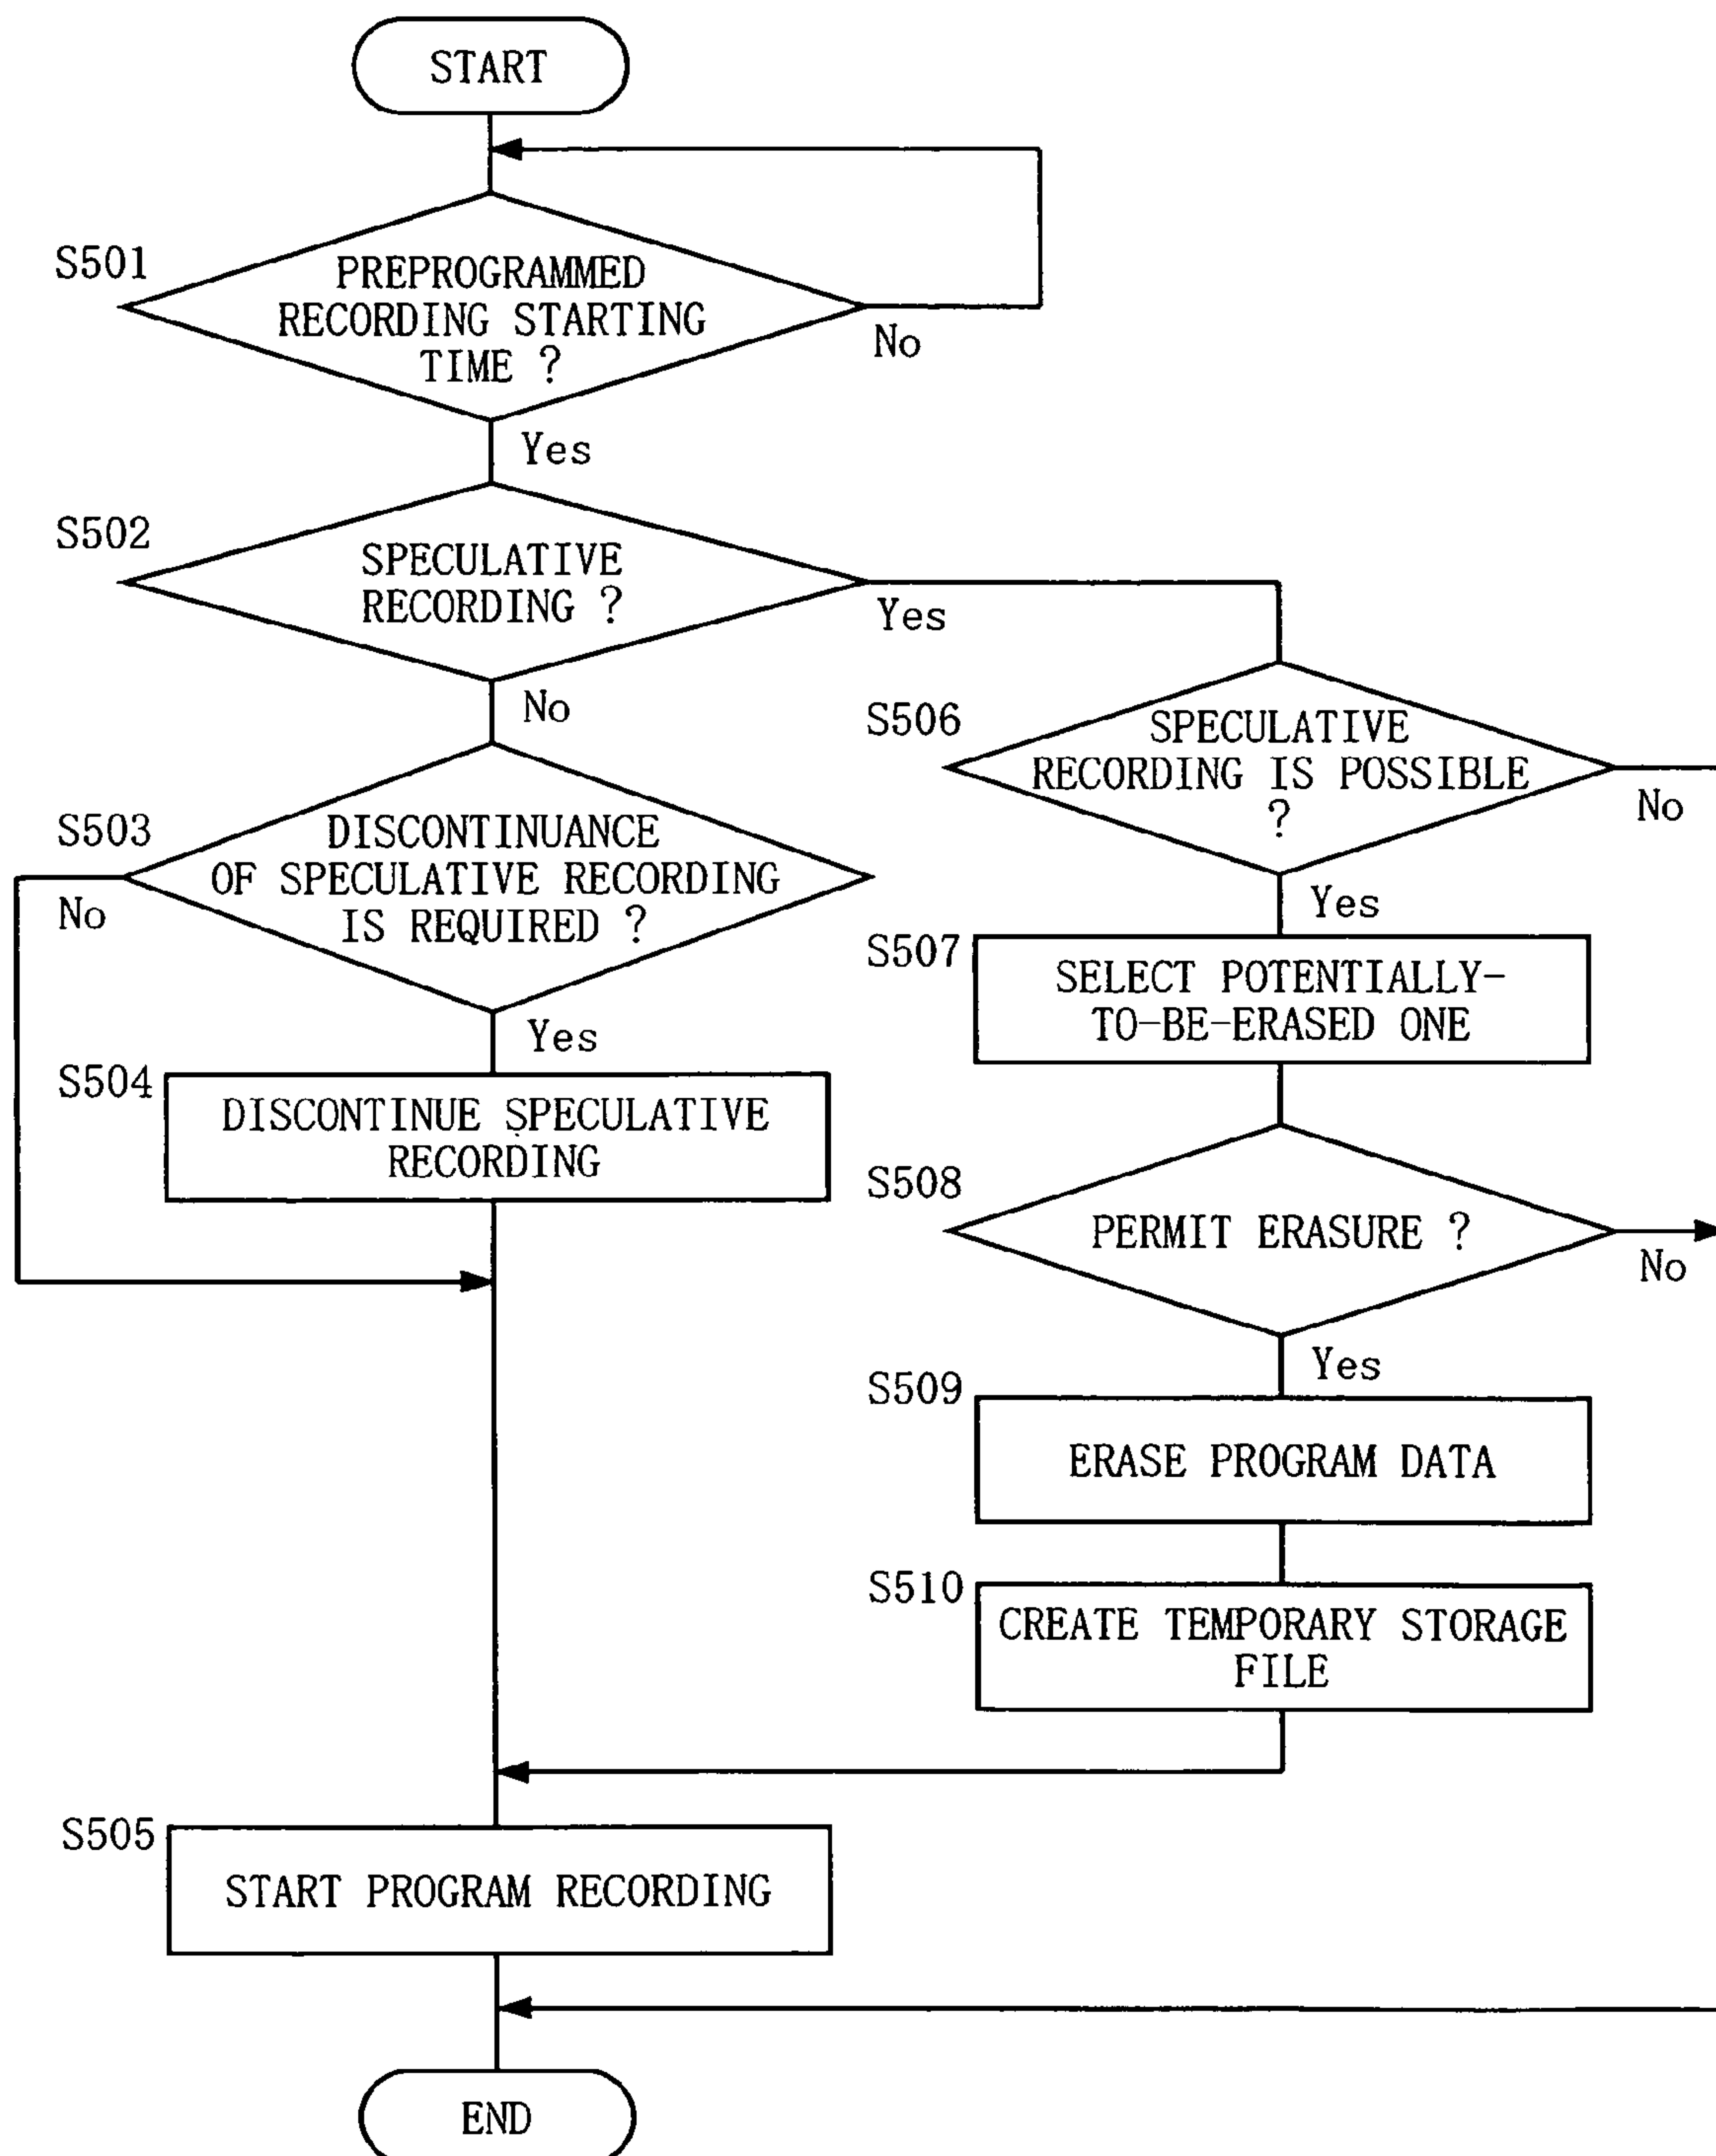 START
S501
PREPROGRAMMED
RECORDING STARTING
TIME ?
No
Yes
S502
SPECULATIVE
RECORDING ?
Yes
No
S503
DISCONTINUANCE
OF SPECULATIVE RECORDING
IS REQUIRED ?
No
Yes
S504
DISCONTINUE SPECULATIVE
RECORDING
S506
SPECULATIVE
RECORDING IS POSSIBLE
?
No
Yes
S507
SELECT POTENTIALLY-
TO-BE-ERASED ONE
S508
PERMIT ERASURE ?
No
Yes
S509
ERASE PROGRAM DATA
S510
CREATE TEMPORARY STORAGE
FILE
S505
START PROGRAM RECORDING
END